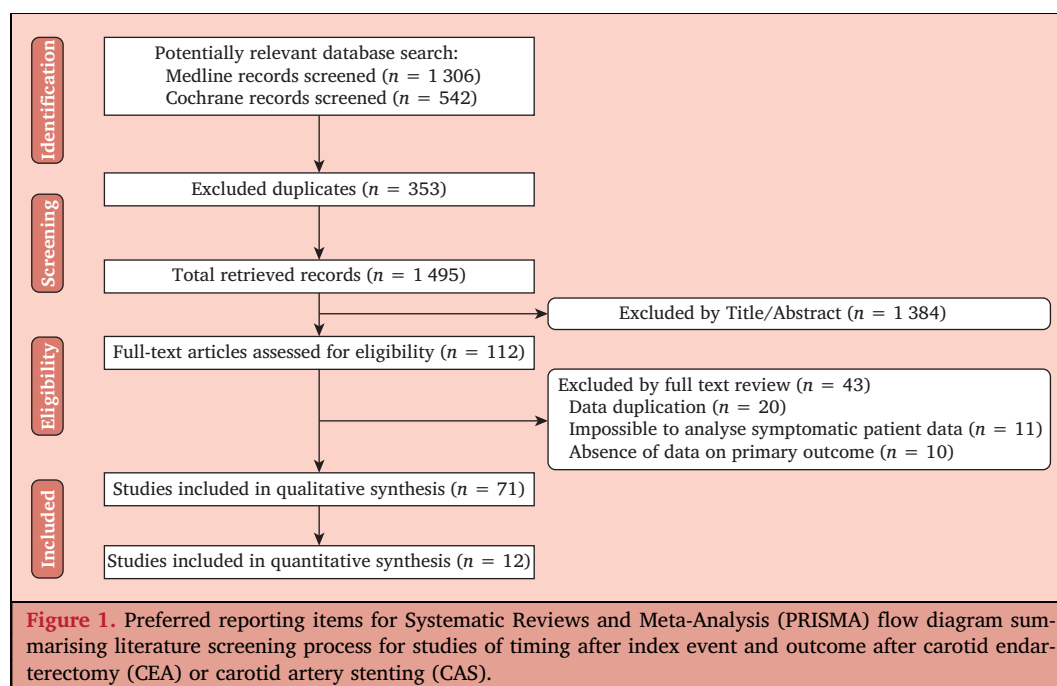 Identification
Potentially relevant database search:
Medline records screened (n = 1 306)
Cochrane records screened (n = 542)
Screening
Excluded duplicates (n = 353)
Total retrieved records (n = 1 495)
Excluded by Title/Abstract (n = 1 384)
Eligibility
Full-text articles assessed for eligibility (n = 112)
Excluded by full text review (n = 43)
Data duplication (n = 20)
Impossible to analyse symptomatic patient data (n = 11)
Absence of data on primary outcome (n = 10)
Included
Studies included in qualitative synthesis (n = 71)
Studies included in quantitative synthesis (n = 12)
Figure 1. Preferred reporting items for Systematic Reviews and Meta-Analysis (PRISMA) flow diagram sum-
marising literature screening process for studies of timing after index event and outcome after carotid endar-
terectomy (CEA) or carotid artery stenting (CAS).